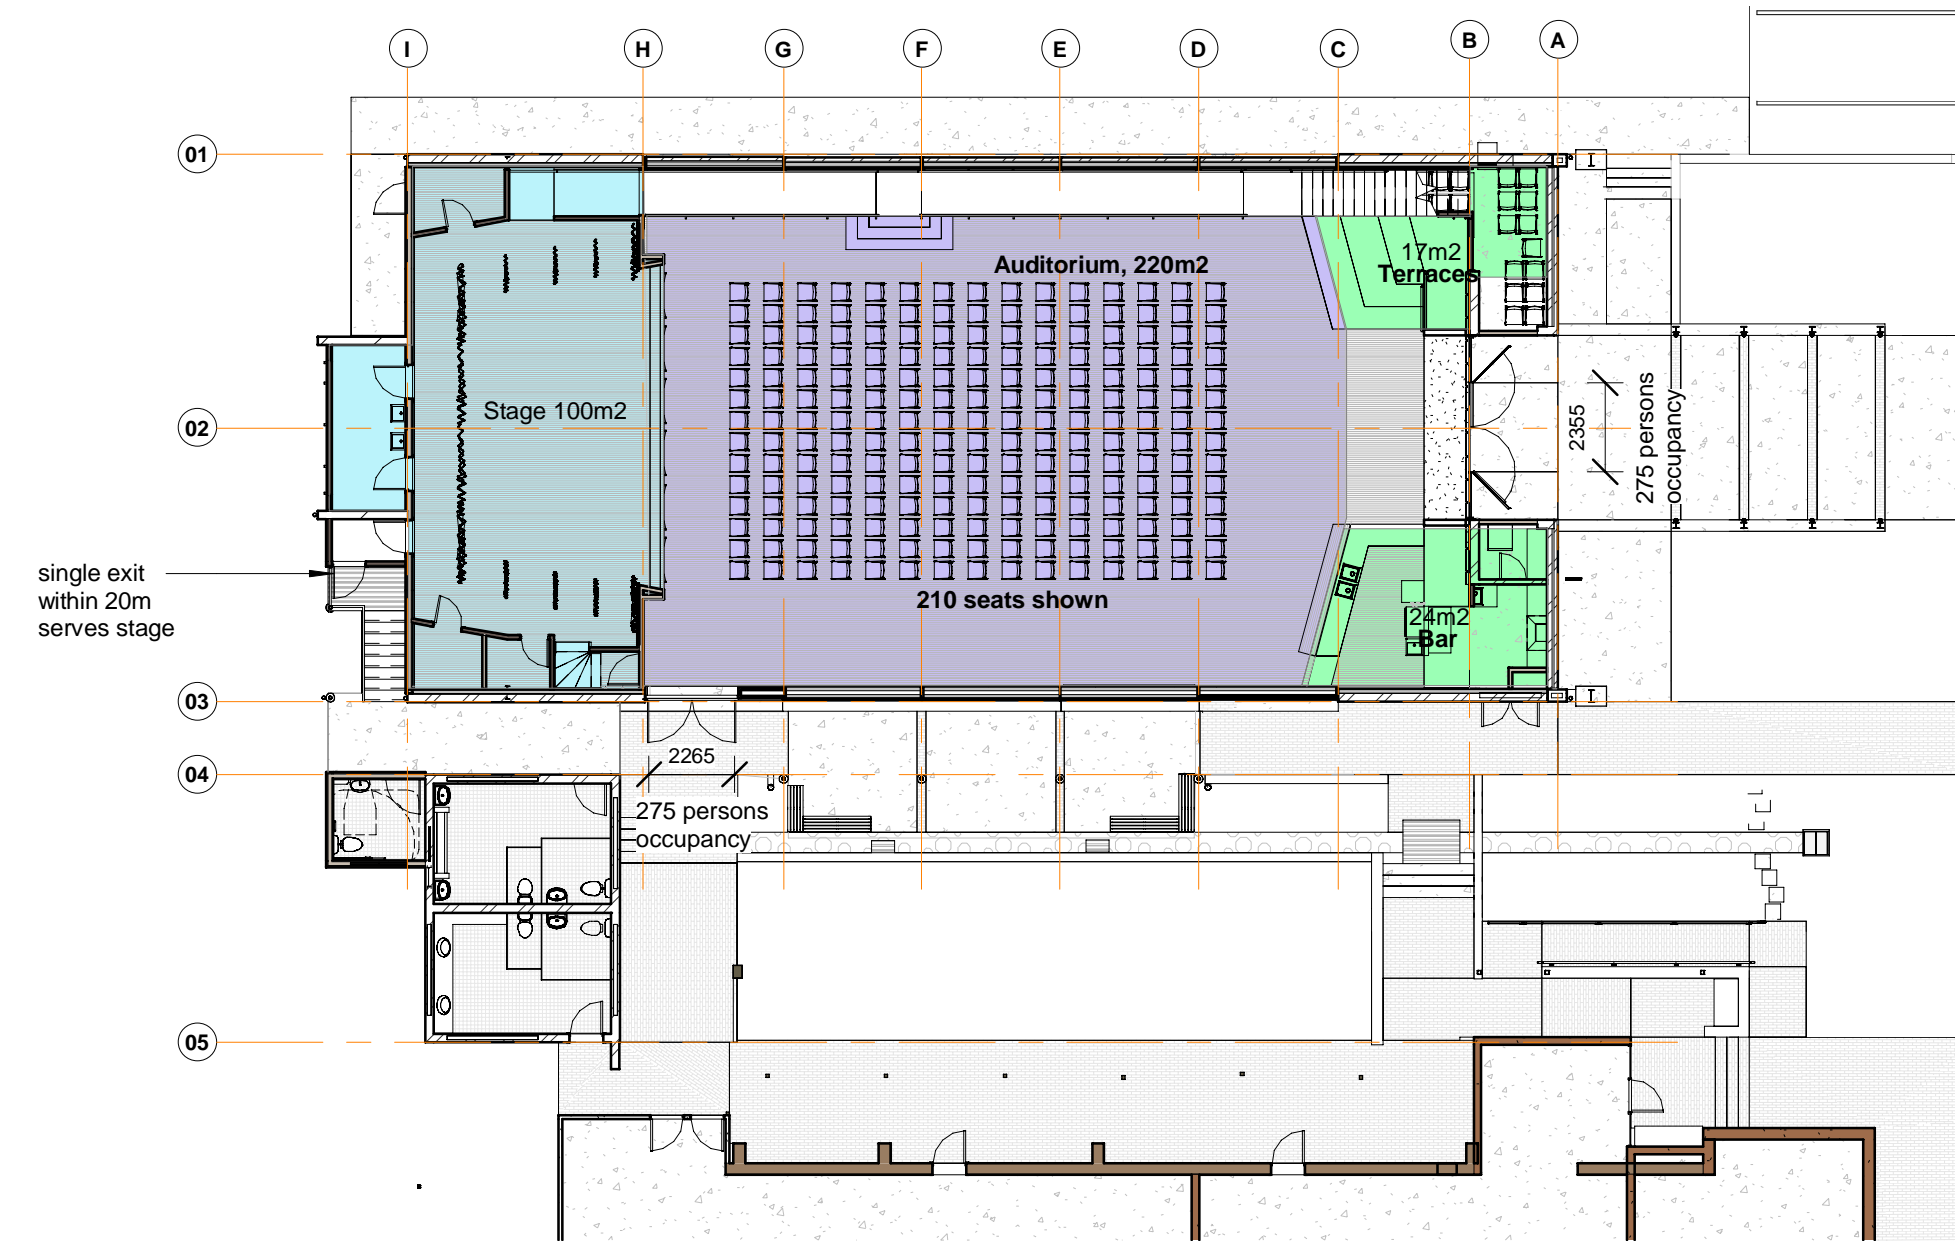 I
H
G
F
E
D
C
B
A
01
02
03
04
05
Auditorium, 220m2
17m2
Terraces
Stage 100m2
2355
275 persons
occupancy
single exit
within 20m
serves stage
210 seats shown
24m2
Bar
2265
275 persons
occupancy